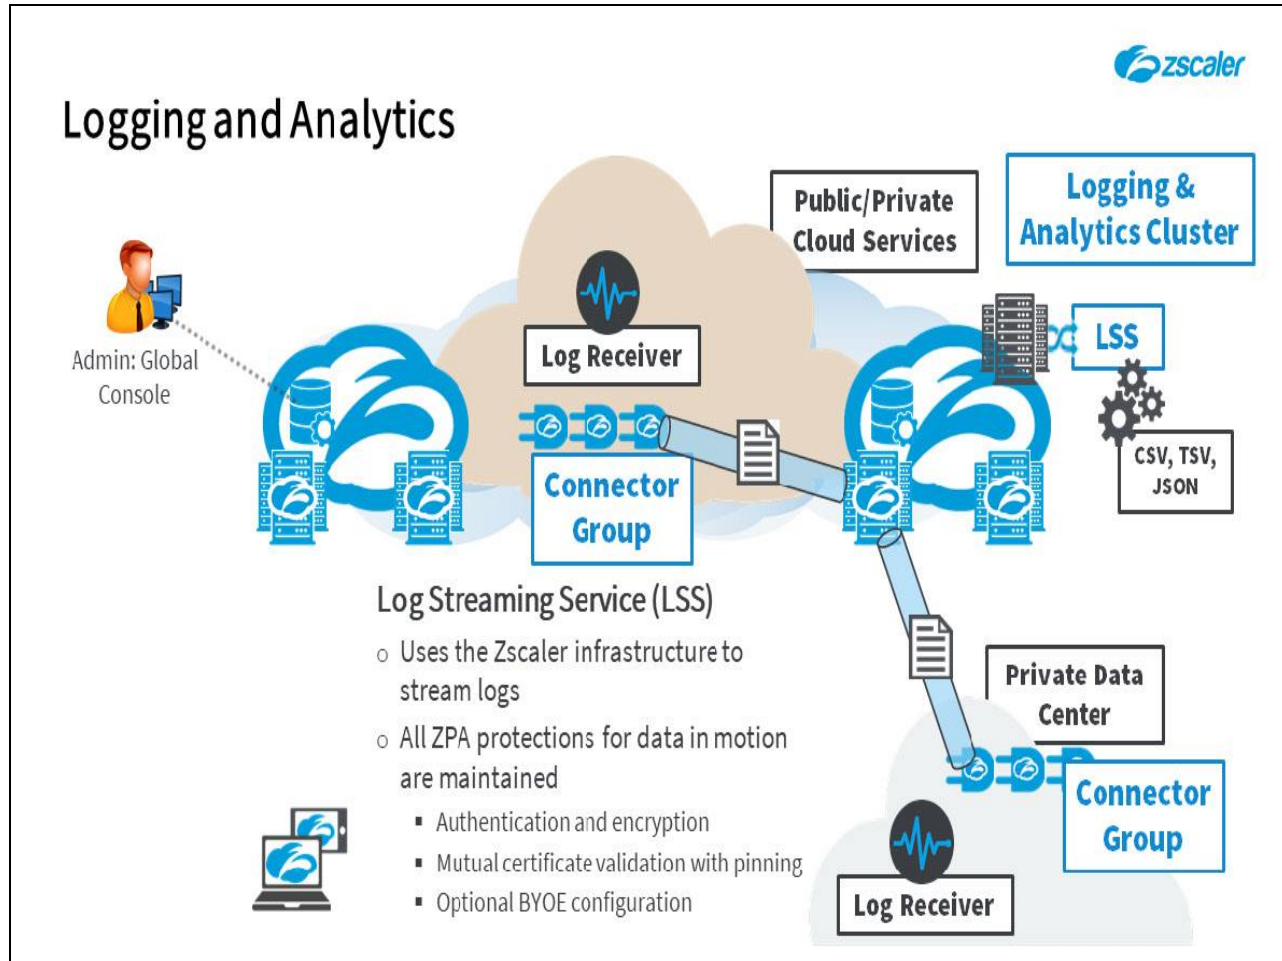 zscaler
Logging and Analytics
Public/Private
Cloud Services
Logging &
Analytics Cluster
Admin: Global
Console
Log Receiver
LSS
CSV, TSV,
JSON
Connector
Group
Log Streaming Service (LSS)
o Uses the Zscaler infrastructure to
stream logs
o All ZPA protections for data in motion
are maintained
▪ Authentication and encryption
▪ Mutual certificate validation with pinning
▪ Optional BYOE configuration
Private Data
Center
Connector
Group
Log Receiver